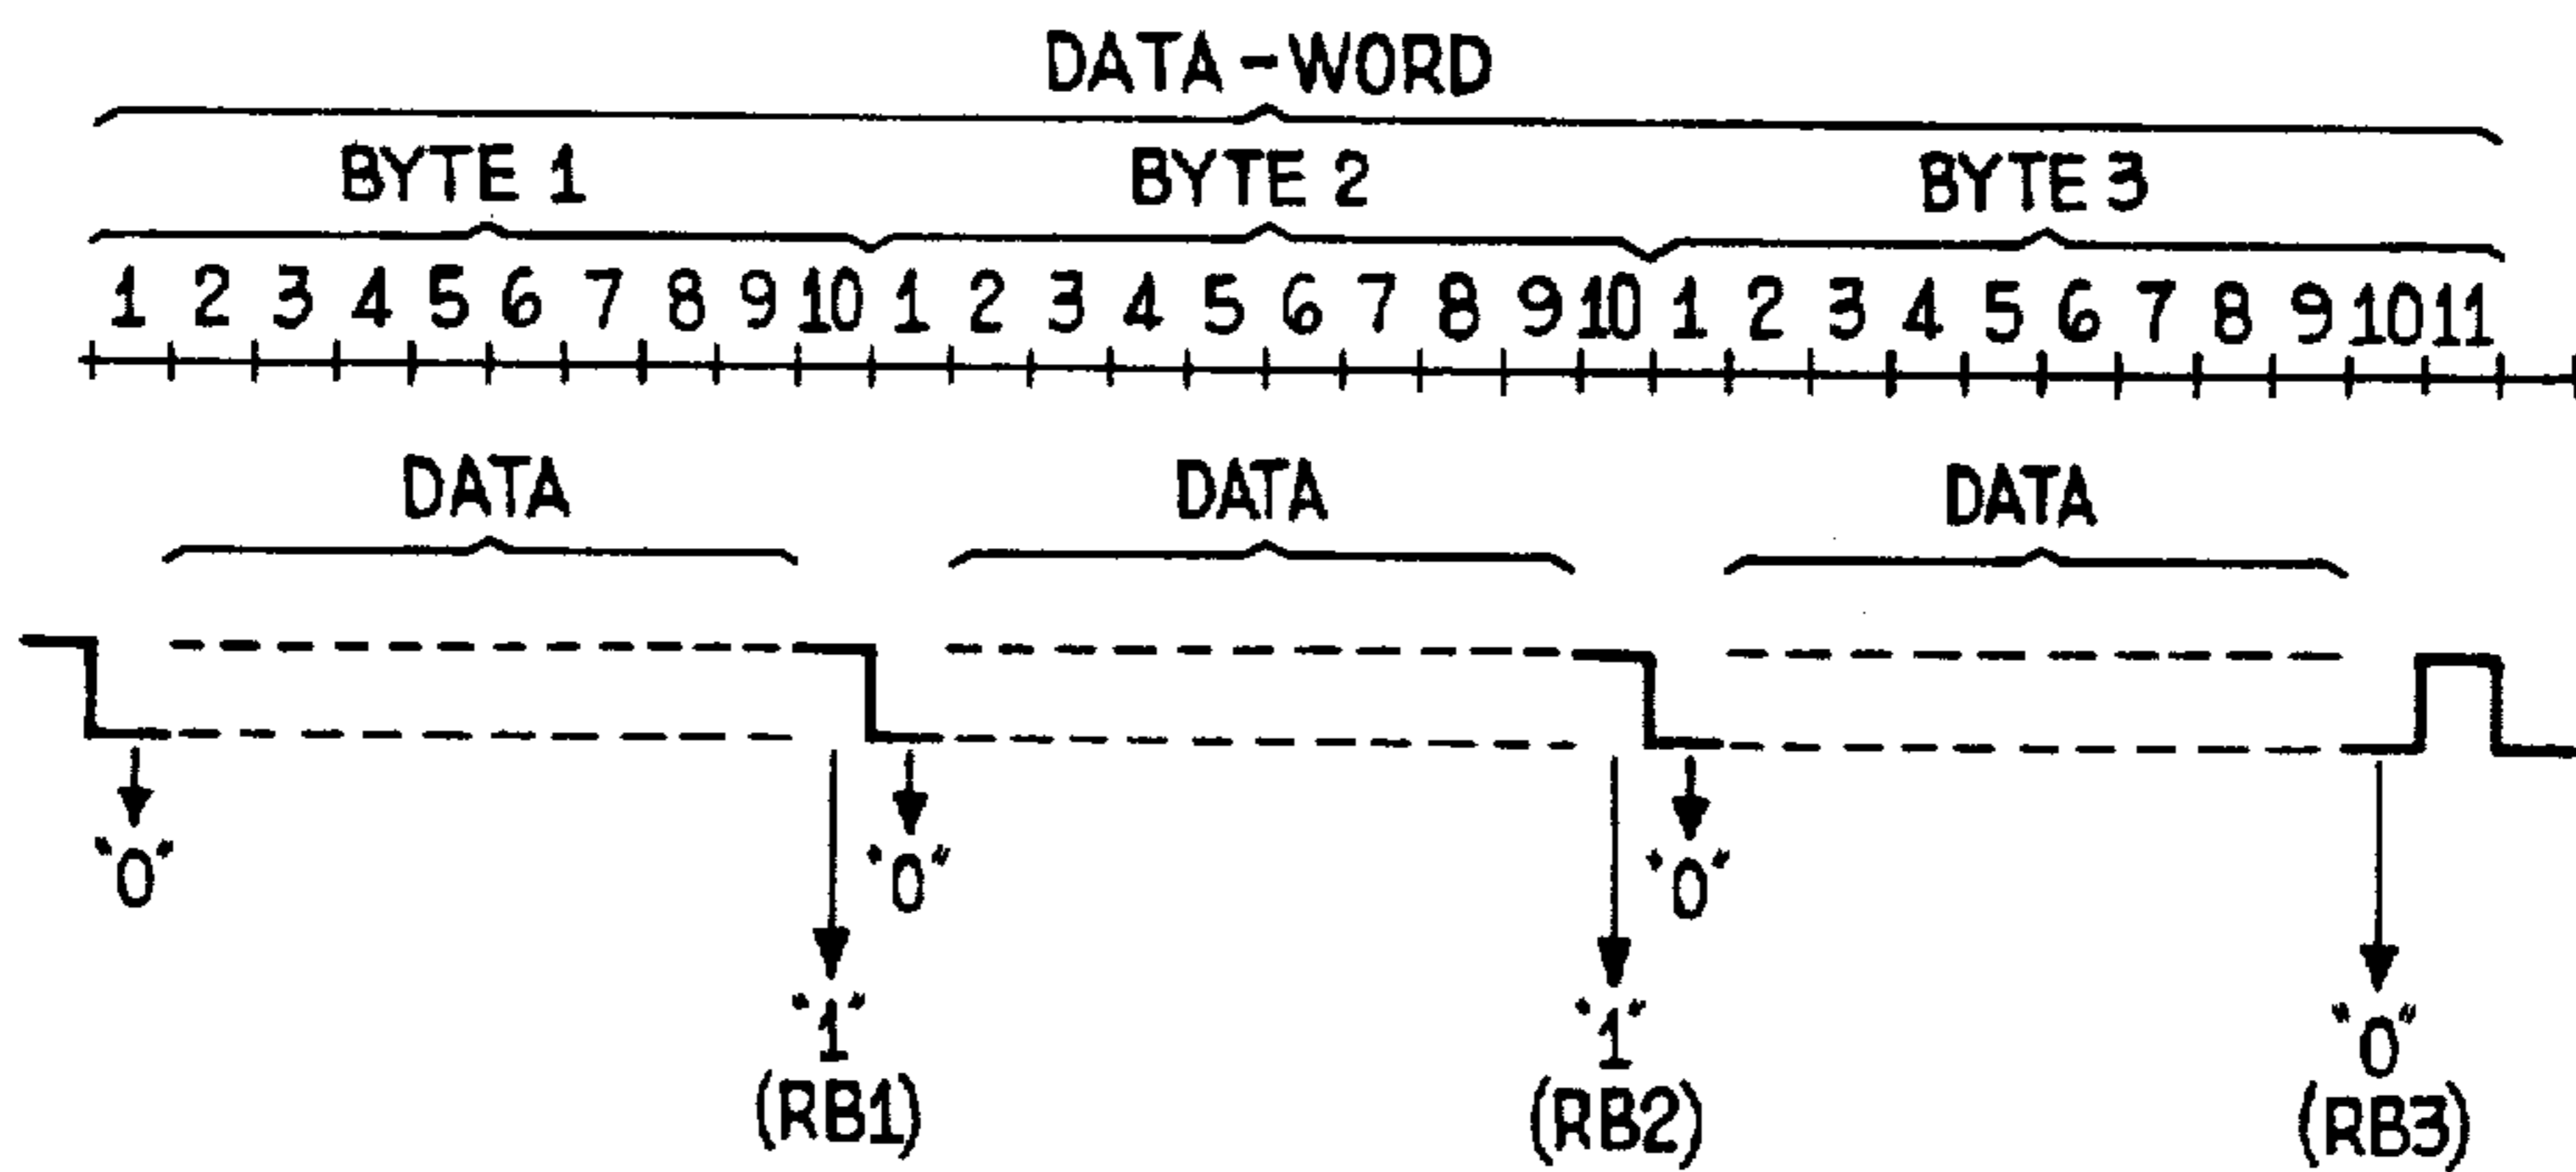 DATA-WORD
BYTE 1 BYTE 2 BYTE 3
1 2 3 4 5 6 7 8 9 10 1 2 3 4 5 6 7 8 9 10 1 2 3 4 5 6 7 8 9 10 11
DATA DATA DATA
"0" "0" "0"
"1" "1" "0"
(RB1) (RB2) (RB3)